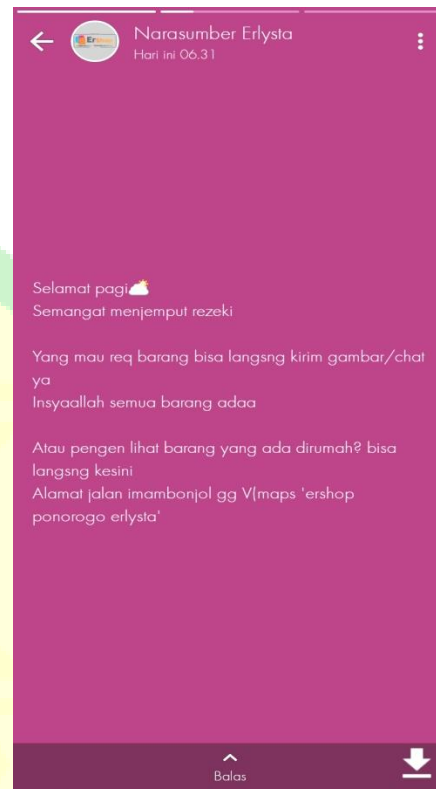 Narasumber Erlysta
Hari ini 06.31
Selamat pagi
Semangat menjemput rezeki
Yang mau req barang bisa langsng kirim gambar/chat
ya
Insyaallah semua barang adaa
Atau pengen lihat barang yang ada dirumah? bisa
langsng kesini
Alamat jalan imambonjol gg V(maps 'ershop
ponorogo erlysta'
Balas